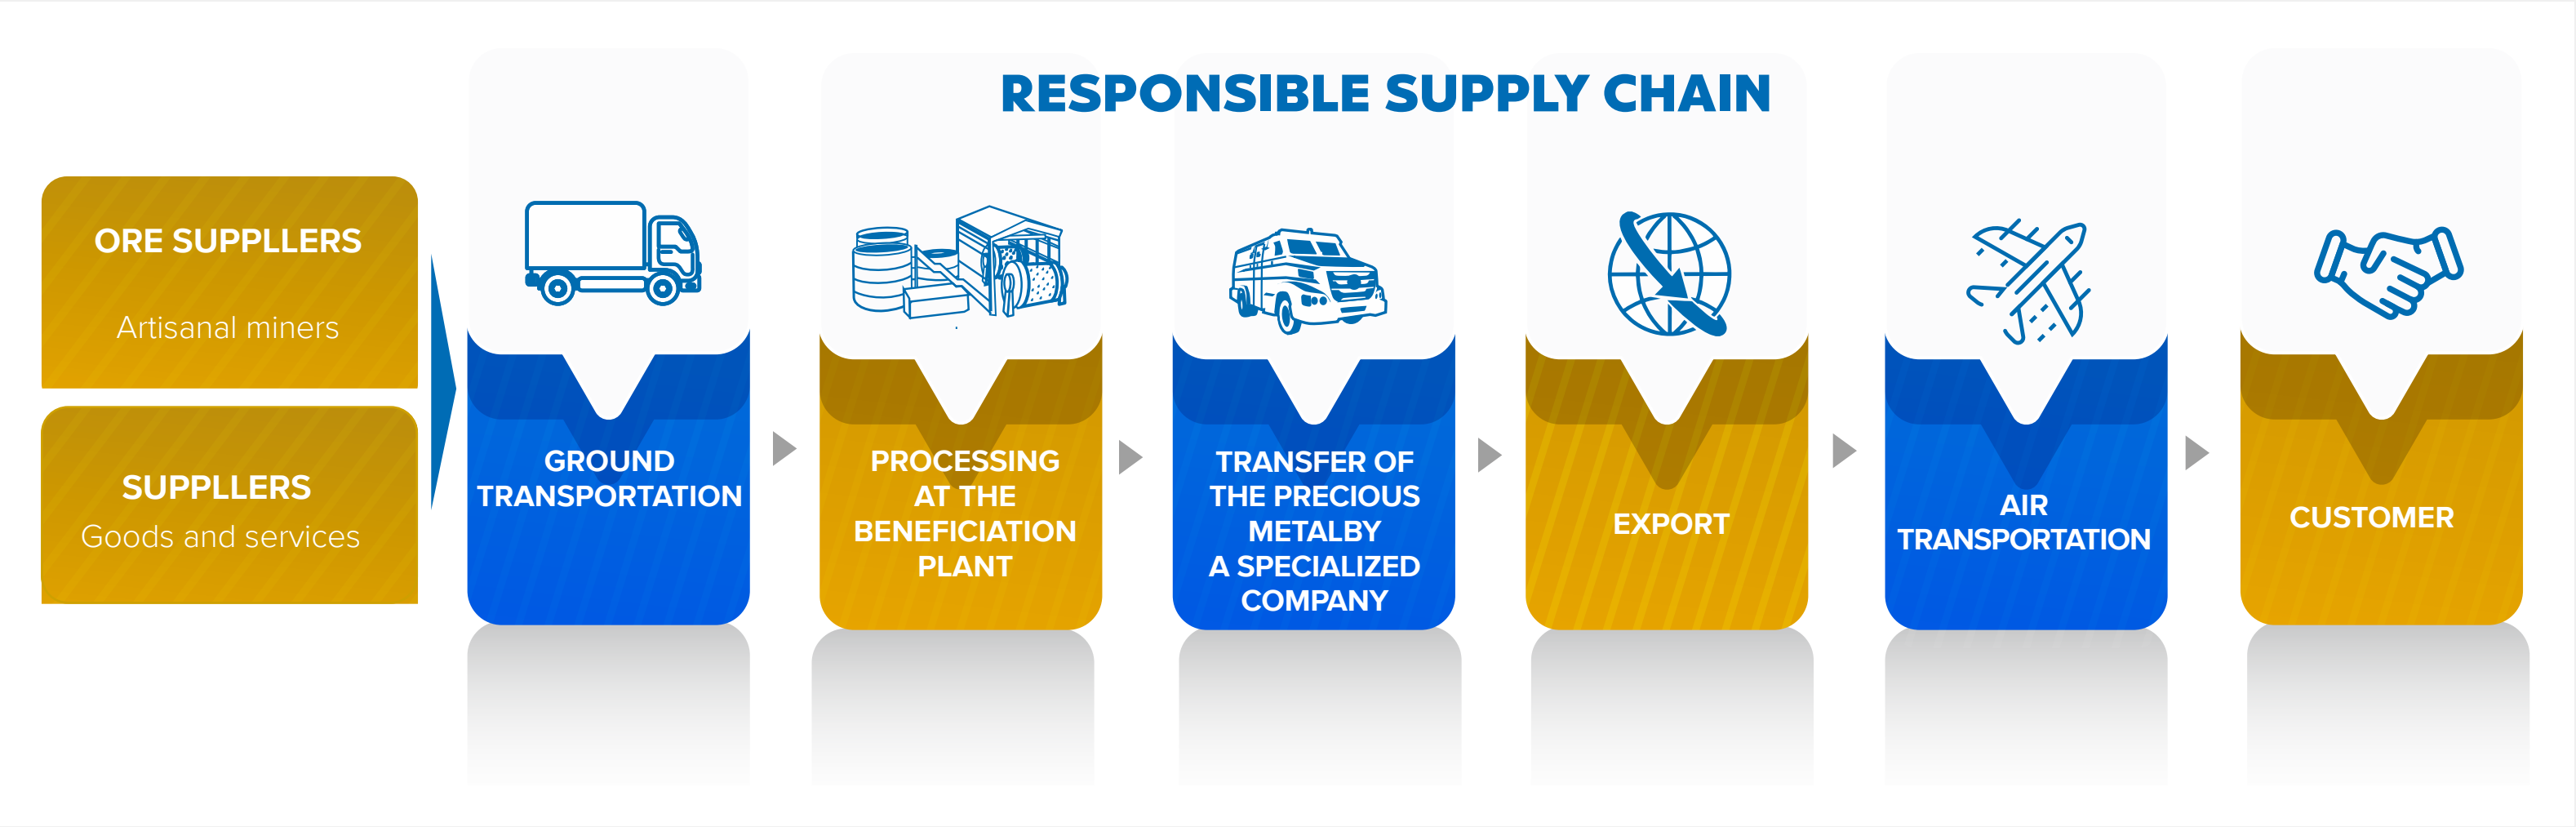 RESPONSIBLE SUPPLY CHAIN
ORE SUPPLLERS
Artisanal miners
SUPPLLERS
Goods and services
GROUND
TRANSPORTATION
PROCESSING
AT THE
BENEFICIATION
PLANT
TRANSFER OF
THE PRECIOUS
METALBY
A SPECIALIZED
COMPANY
EXPORT
AIR
TRANSPORTATION
CUSTOMER